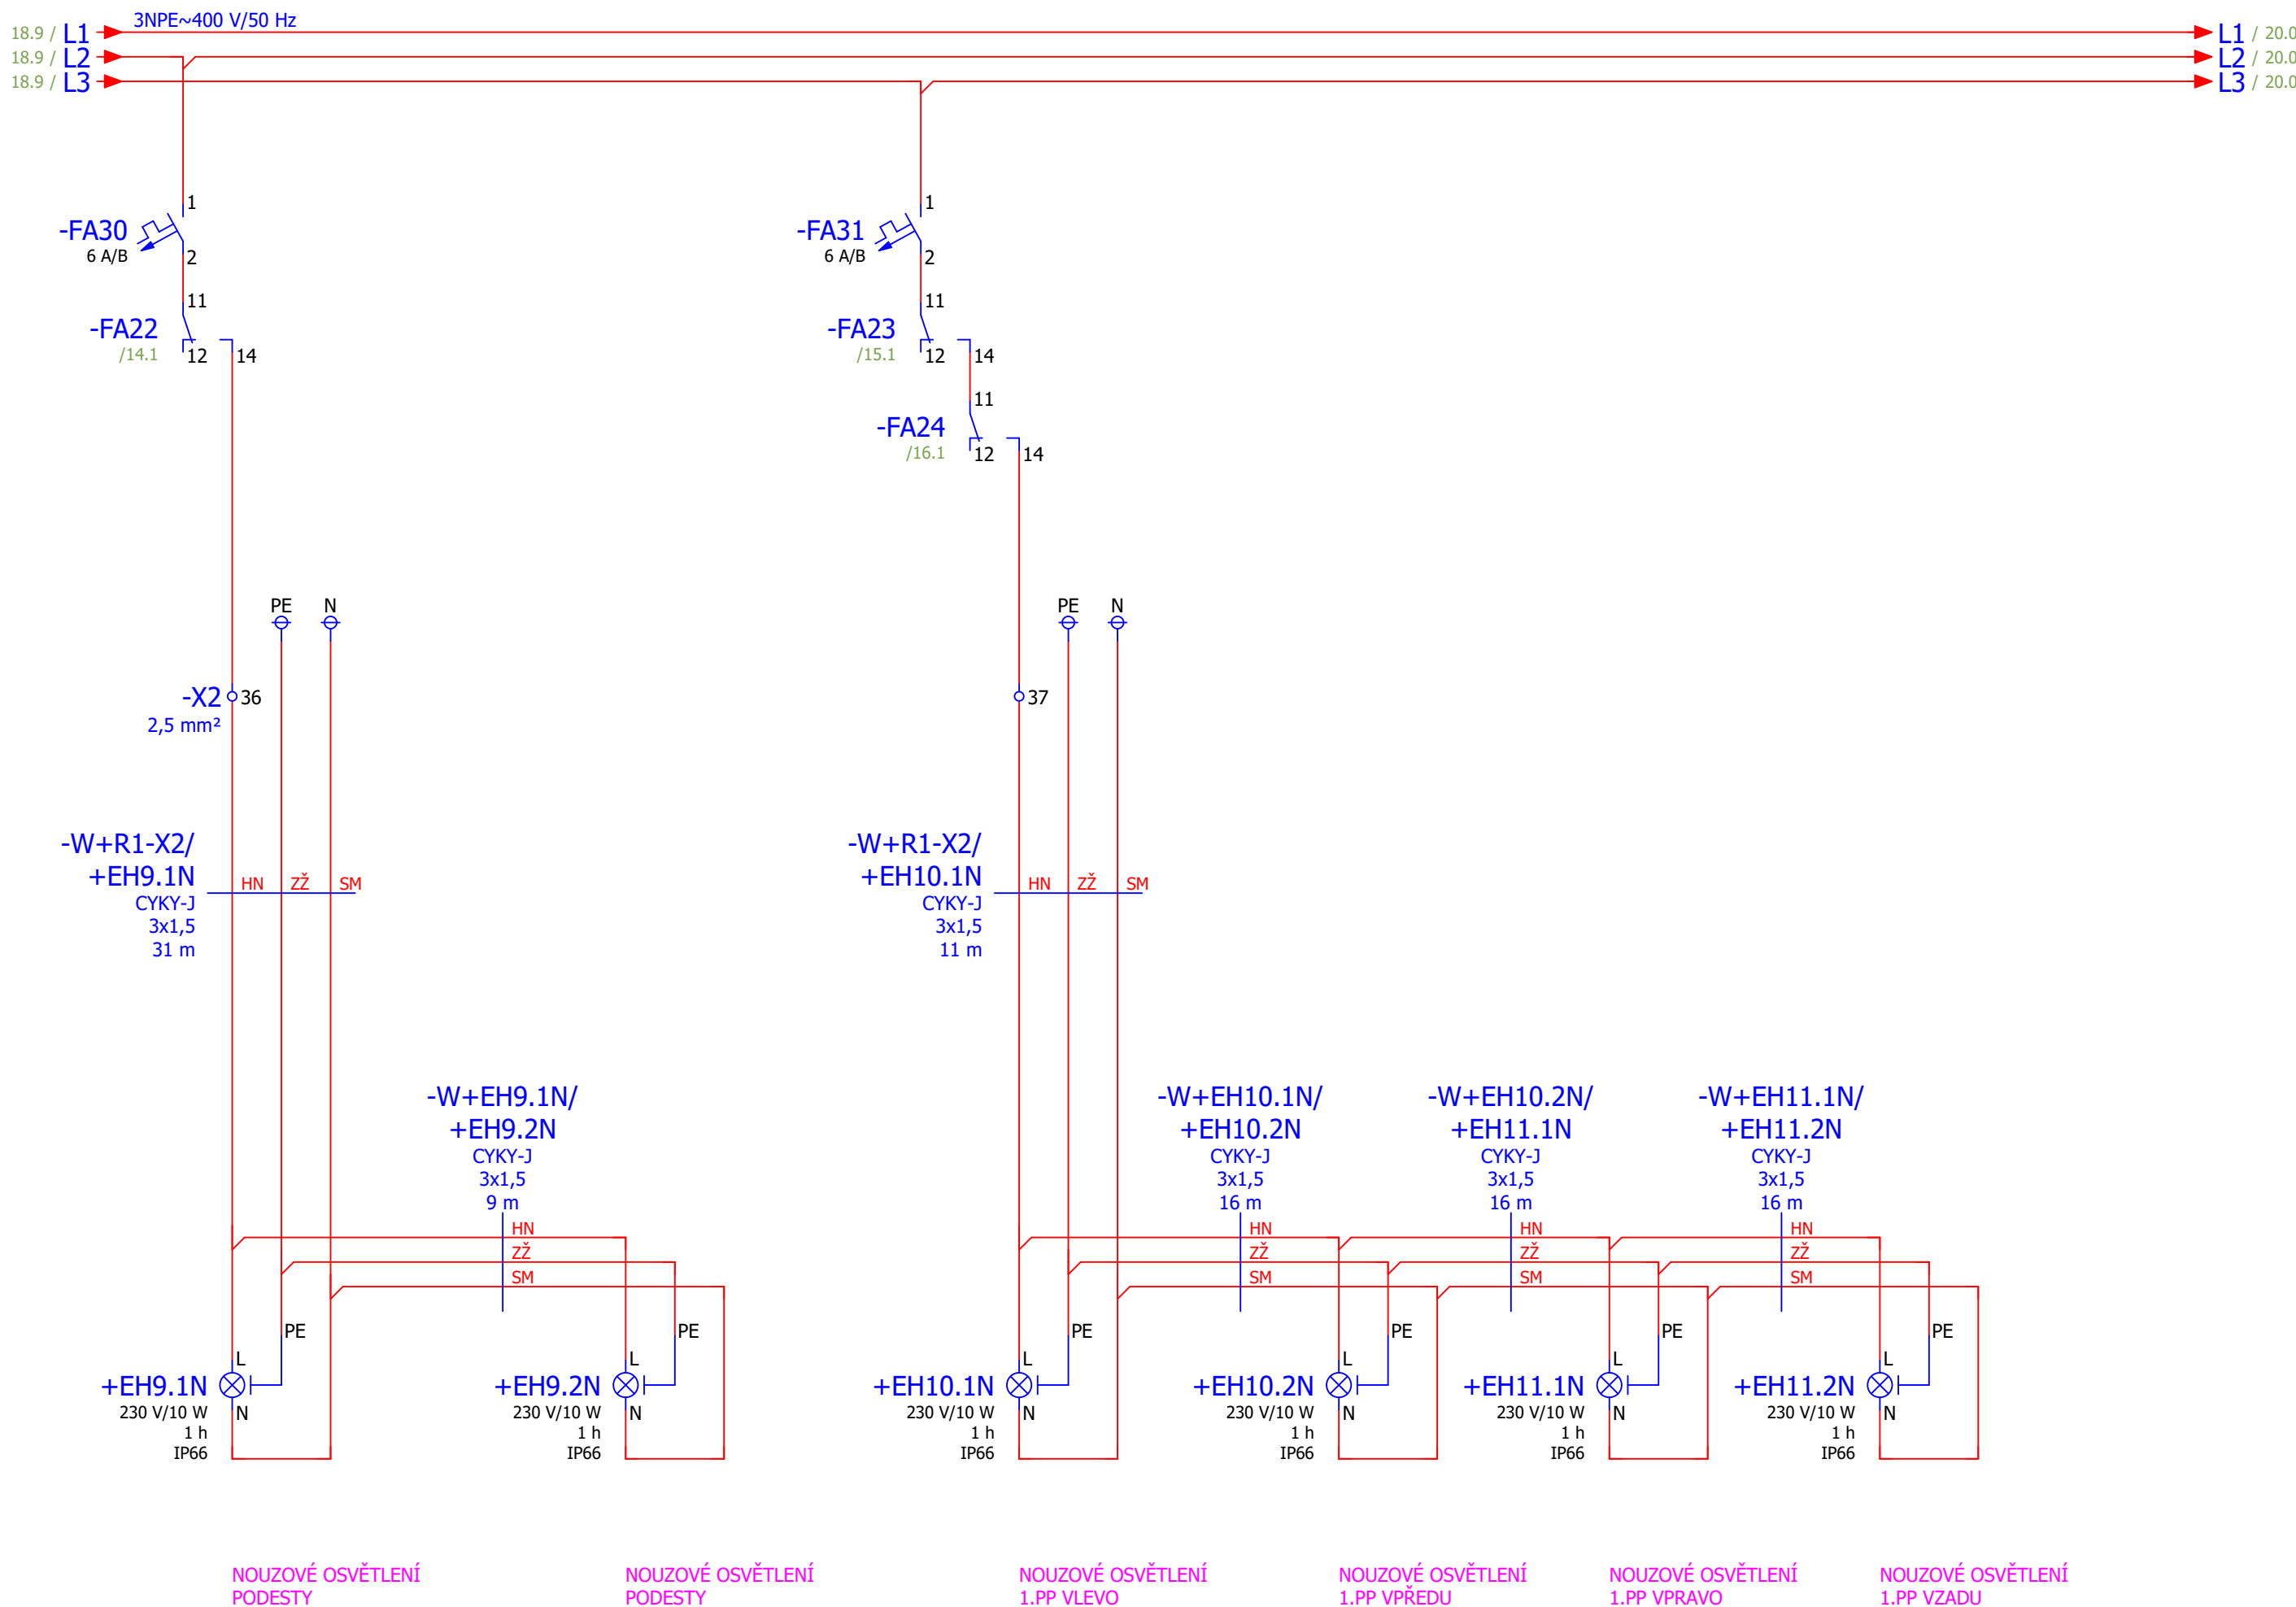 3NPE~400 V/50 Hz
18.9 / L1
L1 / 20.0
18.9 / L2
L2 / 20.0
18.9 / L3
L3 / 20.0
1
-FA30
6 A/B
2
11
-FA22
/14.1
12
14
1
-FA31
6 A/B
2
11
-FA23
/15.1
12
14
11
-FA24
/16.1
12
14
PE
N
-X2
36
2,5 mm²
PE
N
37
-W+R1-X2/
+EH9.1N
CYKY-J
3x1,5
31 m
HN
ZŽ
SM
-W+R1-X2/
+EH10.1N
CYKY-J
3x1,5
11 m
HN
ZŽ
SM
-W+EH9.1N/
+EH9.2N
CYKY-J
3x1,5
9 m
HN
ZŽ
SM
-W+EH10.1N/
+EH10.2N
CYKY-J
3x1,5
16 m
HN
ZŽ
SM
-W+EH10.2N/
+EH11.1N
CYKY-J
3x1,5
16 m
HN
ZŽ
SM
-W+EH11.1N/
+EH11.2N
CYKY-J
3x1,5
16 m
HN
ZŽ
SM
PE
L
+EH9.1N
230 V/10 W
N
1 h
IP66
PE
L
+EH9.2N
230 V/10 W
N
1 h
IP66
PE
L
+EH10.1N
230 V/10 W
N
1 h
IP66
PE
L
+EH10.2N
230 V/10 W
N
1 h
IP66
PE
L
+EH11.1N
230 V/10 W
N
1 h
IP66
PE
L
+EH11.2N
230 V/10 W
N
1 h
IP66
NOUZOVÉ OSVĚTLENÍ
PODESTY
NOUZOVÉ OSVĚTLENÍ
PODESTY
NOUZOVÉ OSVĚTLENÍ
1.PP VLEVO
NOUZOVÉ OSVĚTLENÍ
1.PP VPŘEDU
NOUZOVÉ OSVĚTLENÍ
1.PP VPRAVO
NOUZOVÉ OSVĚTLENÍ
1.PP VZADU